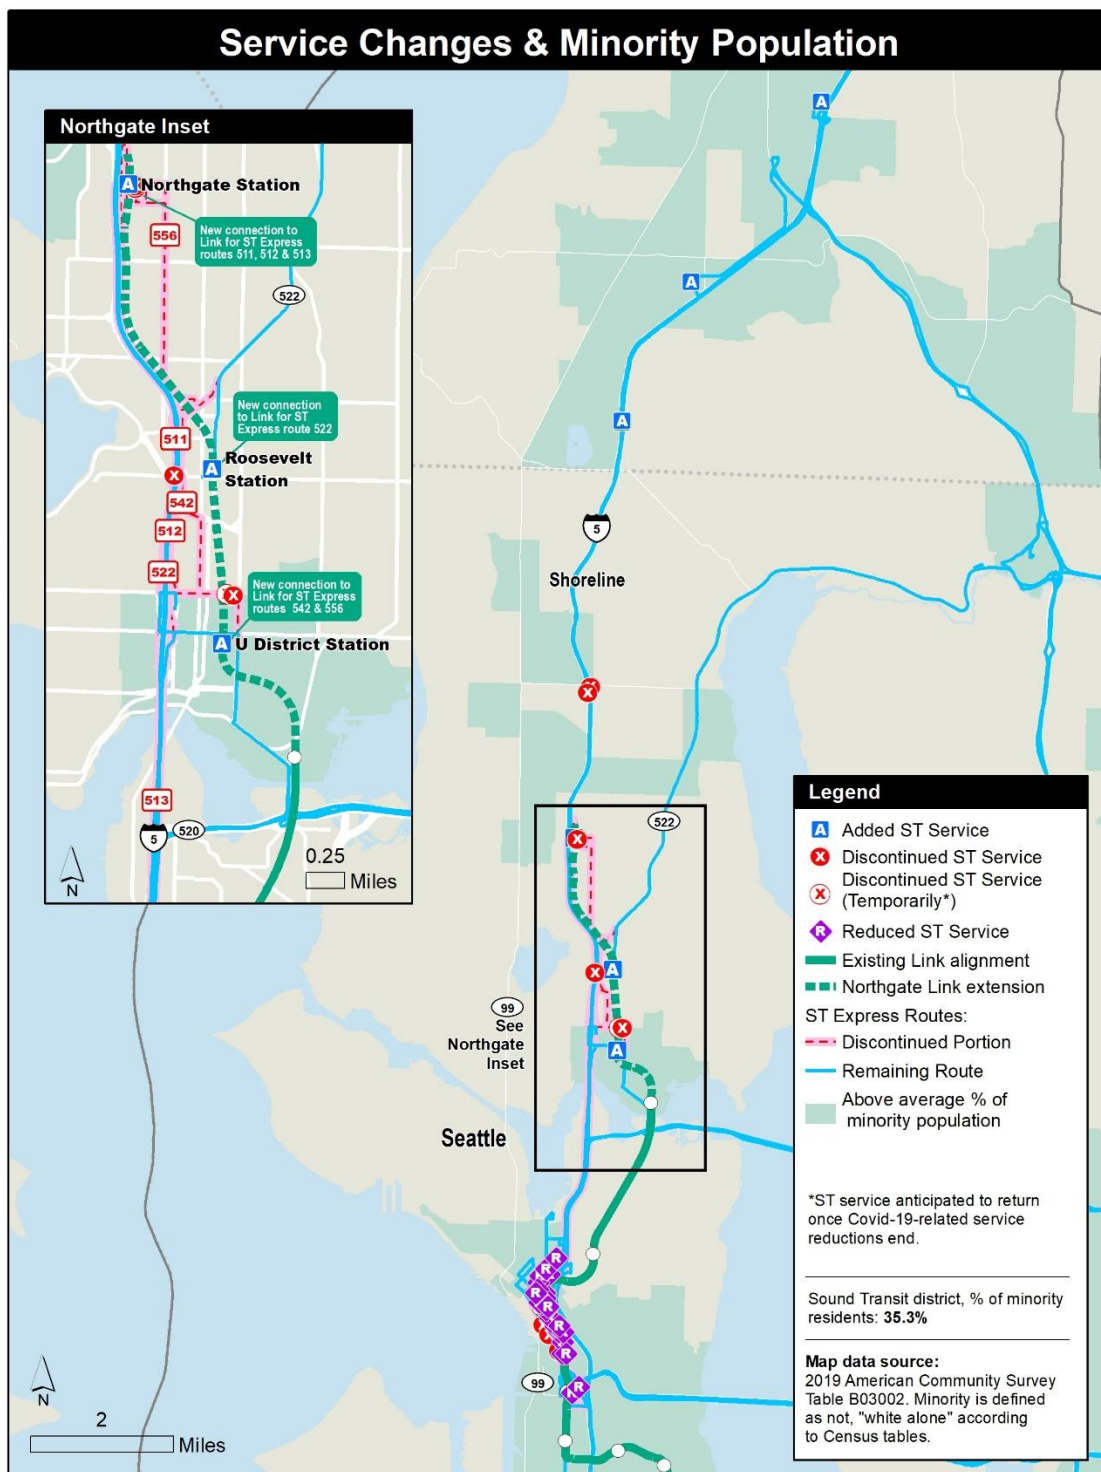 Service Changes & Minority Population
Northgate Inset
A Northgate Station
New connection to
Link for ST Express
routes 511, 512 & 513
556
522
New connection
to Link for ST
Express route 522
511
X
A Roosevelt
Station
542
512
522
New connection to
Link for ST Express
routes 542 & 556
X
A U District Station
513
5
520
N
0.25
Miles
A
A
A
5
Shoreline
X
522
X
A
X
99
See
Northgate
Inset
X
A
Seattle
R
R
R
R
R
R
R
99
N
2
Miles
Legend
A Added ST Service
X Discontinued ST Service
X Discontinued ST Service
(Temporarily*)
R Reduced ST Service
Existing Link alignment
Northgate Link extension
ST Express Routes:
Discontinued Portion
Remaining Route
Above average % of
minority population
*ST service anticipated to return
once Covid-19-related service
reductions end.
Sound Transit district, % of minority
residents: 35.3%
Map data source:
2019 American Community Survey
Table B03002. Minority is defined
as not, "white alone" according
to Census tables.